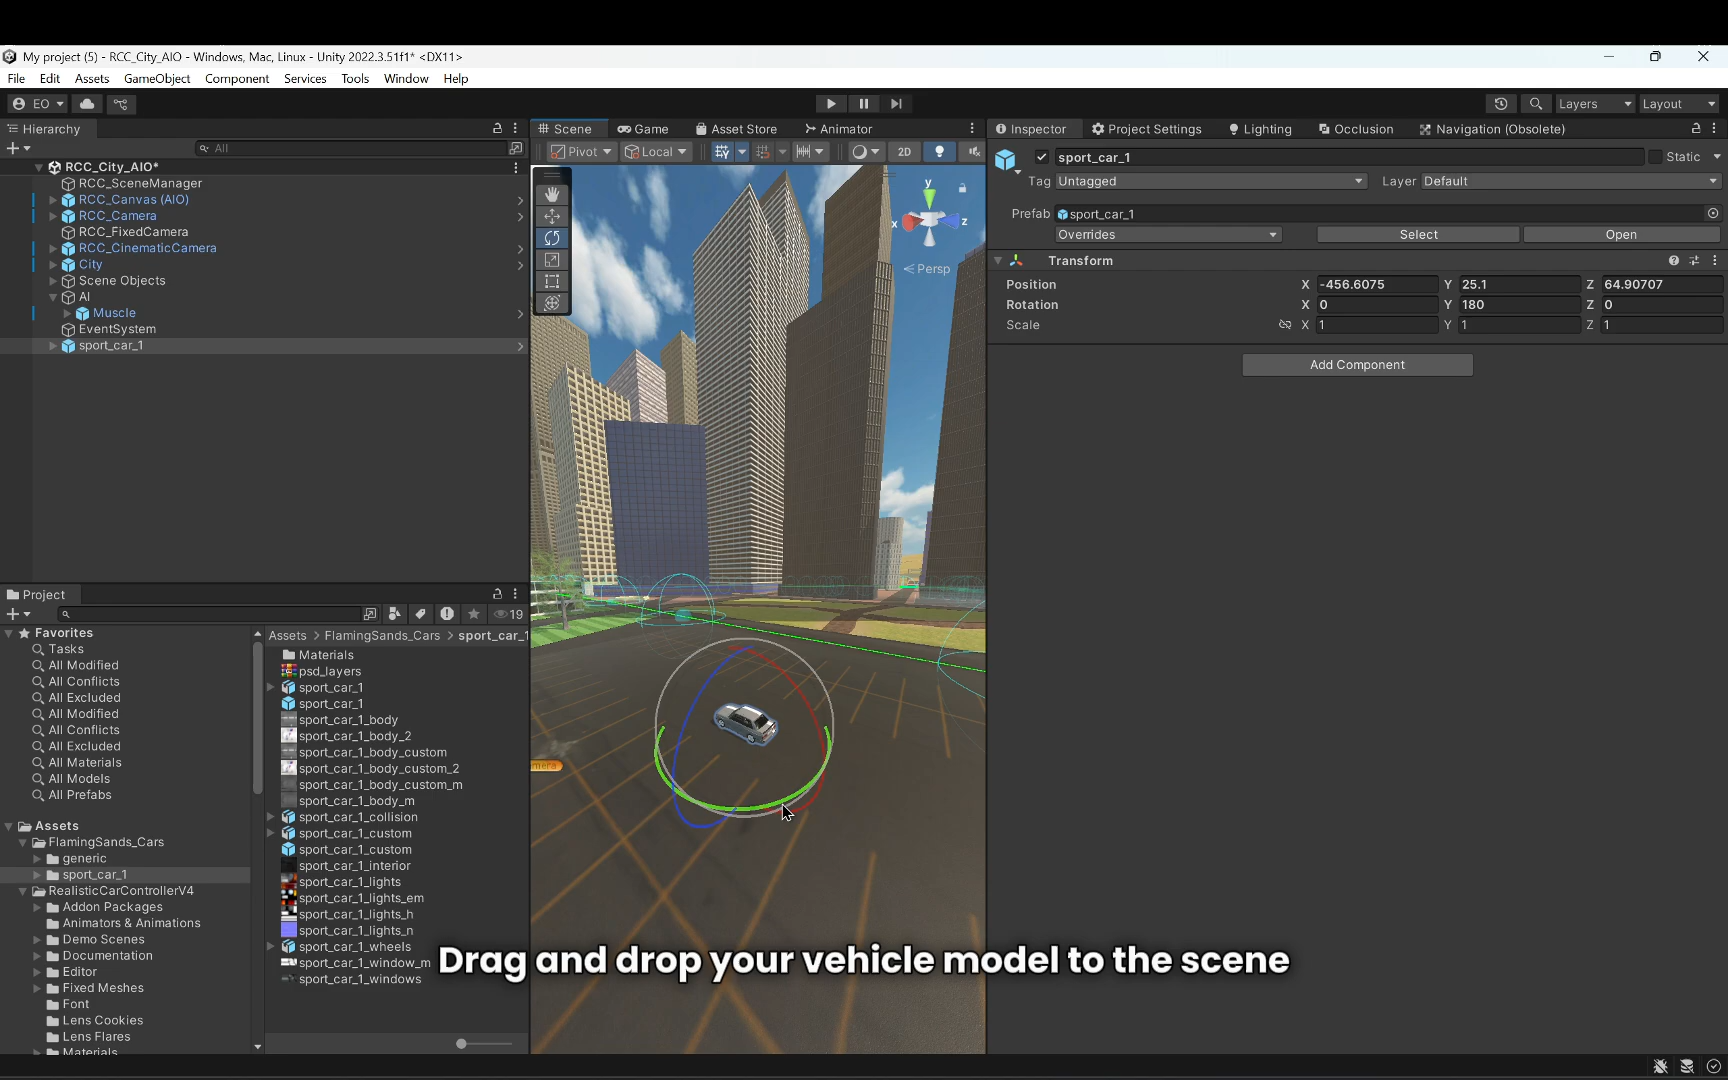 My project (5) - RCC_City_AIO - Windows, Mac, Linux - Unity 2022.3.51f1* <DX11>
File Edit Assets GameObject Component Services Tools Window Help
EO
Layers
Layout
Hierarchy
All
RCC_City_AIO*
RCC_SceneManager
RCC_Canvas (AIO)
RCC_Camera
RCC_FixedCamera
RCC_CinematicCamera
City
Scene Objects
AI
Muscle
EventSystem
sport_car_1
Scene
Game
Asset Store
Animator
Pivot
Local
2D
y
x
z
Persp
mera
Inspector
Project Settings
Lighting
Occlusion
Navigation (Obsolete)
sport_car_1
Static
Tag Untagged
Layer Default
Prefab sport_car_1
Overrides
Select
Open
Transform
Position X -456.6075 Y 25.1 Z 64.90707
Rotation X 0 Y 180 Z 0
Scale X 1 Y 1 Z 1
Add Component
Project
19
Favorites
Tasks
All Modified
All Conflicts
All Excluded
All Modified
All Conflicts
All Excluded
All Materials
All Models
All Prefabs
Assets
FlamingSands_Cars
generic
sport_car_1
RealisticCarControllerV4
Addon Packages
Animators & Animations
Demo Scenes
Documentation
Editor
Fixed Meshes
Font
Lens Cookies
Lens Flares
Materials
Assets > FlamingSands_Cars > sport_car_1
Materials
psd_layers
sport_car_1
sport_car_1
sport_car_1_body
sport_car_1_body_2
sport_car_1_body_custom
sport_car_1_body_custom_2
sport_car_1_body_custom_m
sport_car_1_body_m
sport_car_1_collision
sport_car_1_custom
sport_car_1_custom
sport_car_1_interior
sport_car_1_lights
sport_car_1_lights_em
sport_car_1_lights_h
sport_car_1_lights_n
sport_car_1_wheels
sport_car_1_window_m
sport_car_1_windows
Drag and drop your vehicle model to the scene